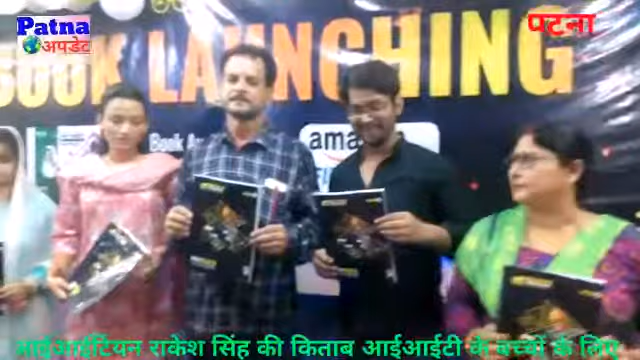 Patna
अपडेट
पटना
BOOK LAUNCHING
Book
amazon
आईआईटियन राकेश सिंह की किताब आईआईटी के बच्चों के लिए